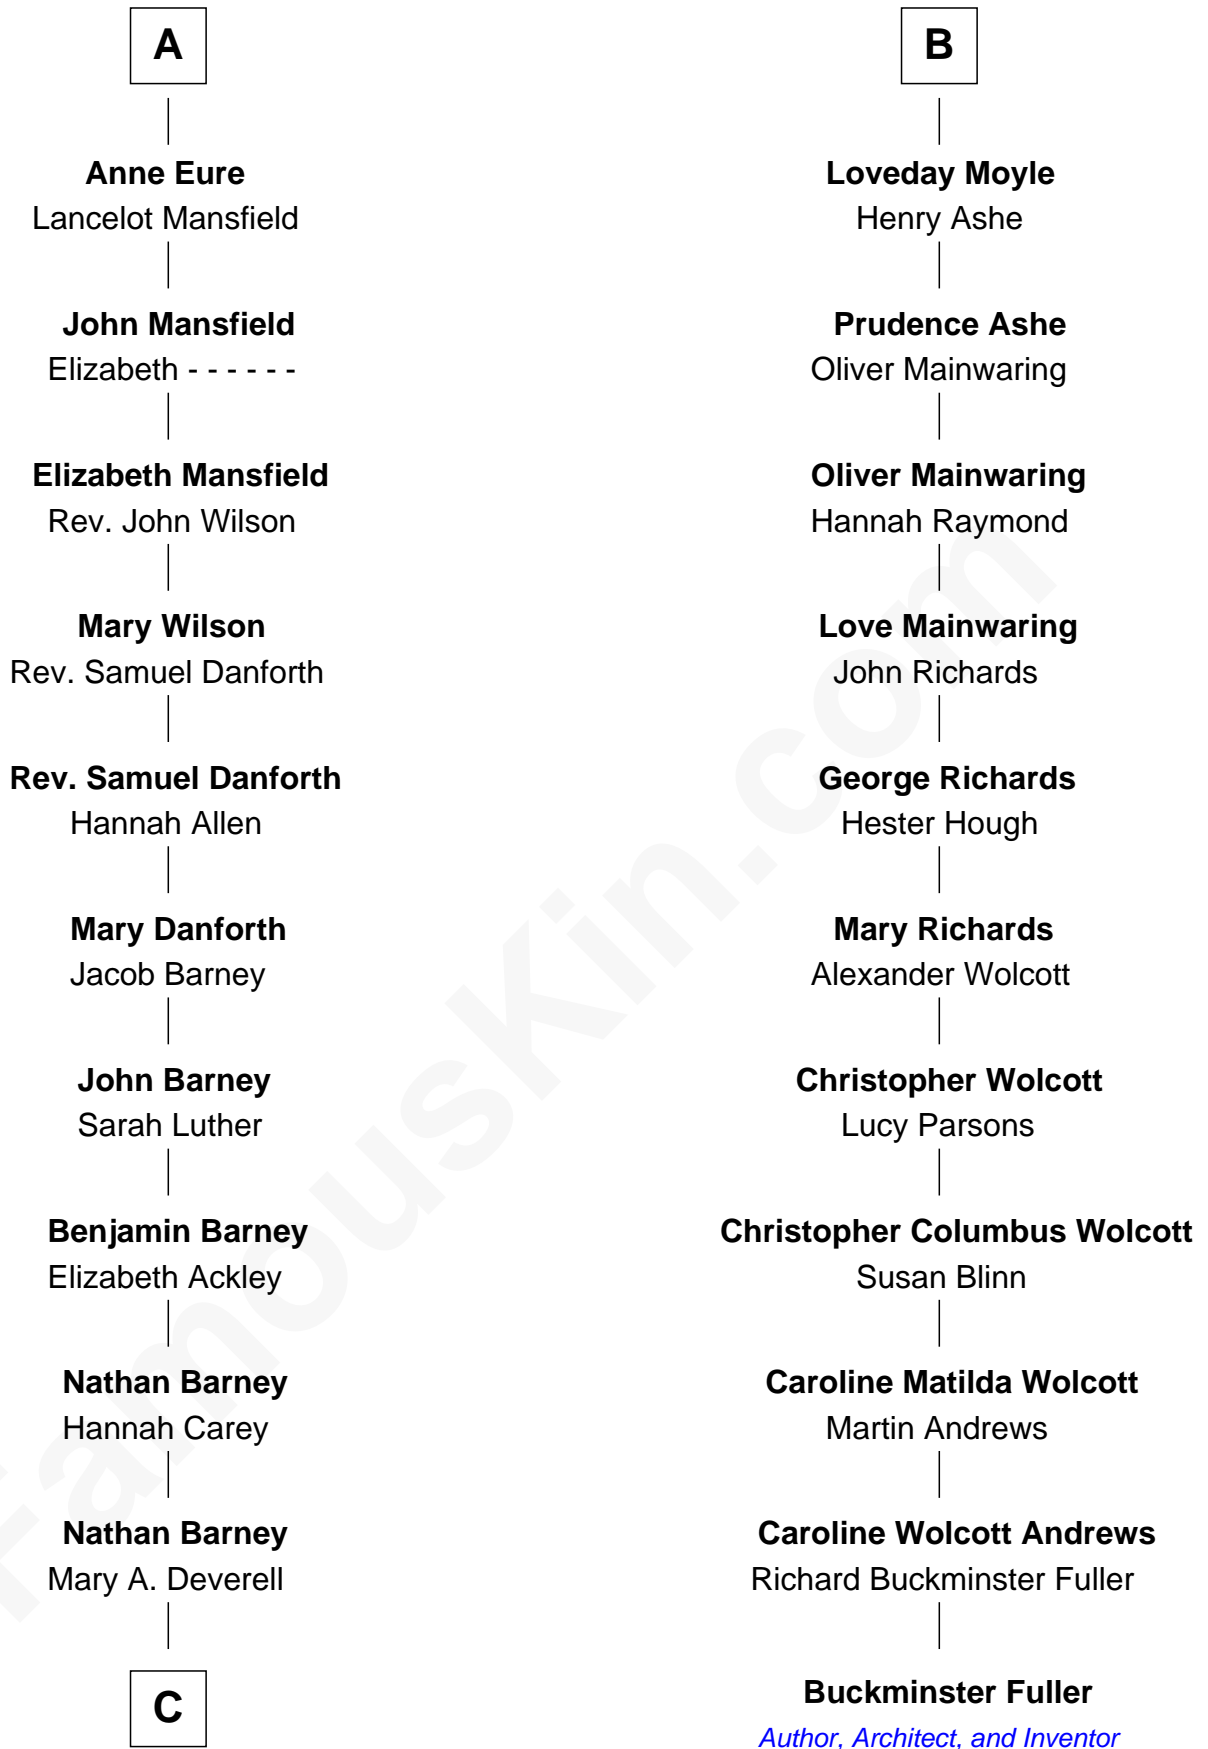 A
Anne Eure
Lancelot Mansfield
John Mansfield
Elizabeth - - - - - -
Elizabeth Mansfield
Rev. John Wilson
Mary Wilson
Rev. Samuel Danforth
Rev. Samuel Danforth
Hannah Allen
Mary Danforth
Jacob Barney
John Barney
Sarah Luther
Benjamin Barney
Elizabeth Ackley
Nathan Barney
Hannah Carey
Nathan Barney
Mary A. Deverell
C
B
Loveday Moyle
Henry Ashe
Prudence Ashe
Oliver Mainwaring
Oliver Mainwaring
Hannah Raymond
Love Mainwaring
John Richards
George Richards
Hester Hough
Mary Richards
Alexander Wolcott
Christopher Wolcott
Lucy Parsons
Christopher Columbus Wolcott
Susan Blinn
Caroline Matilda Wolcott
Martin Andrews
Caroline Wolcott Andrews
Richard Buckminster Fuller
Buckminster Fuller
Author, Architect, and Inventor
FamousKin.com